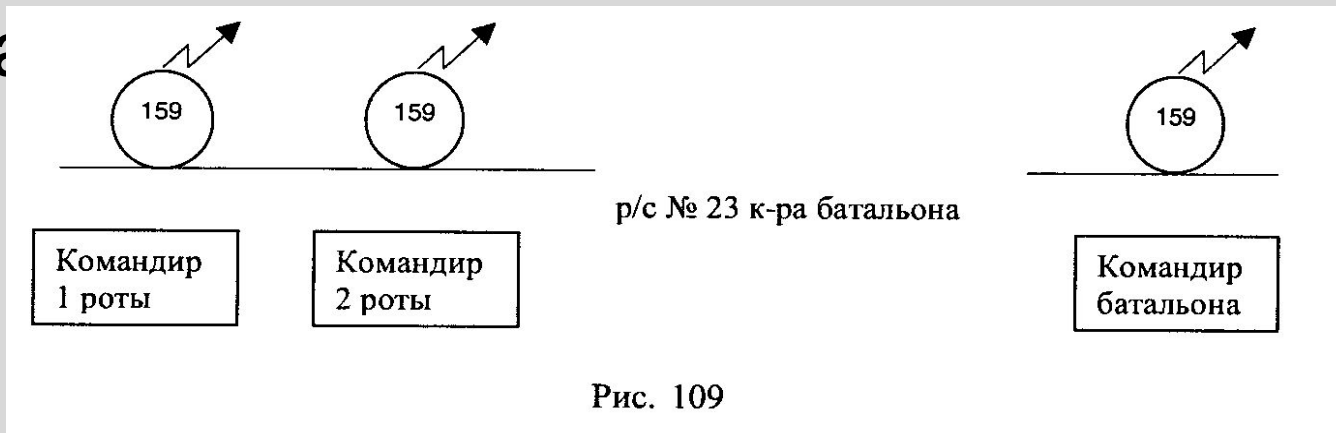 159
159
159
р/с № 23 к-ра батальона
Командир
1 роты
Командир
2 роты
Командир
батальона
Рис. 109